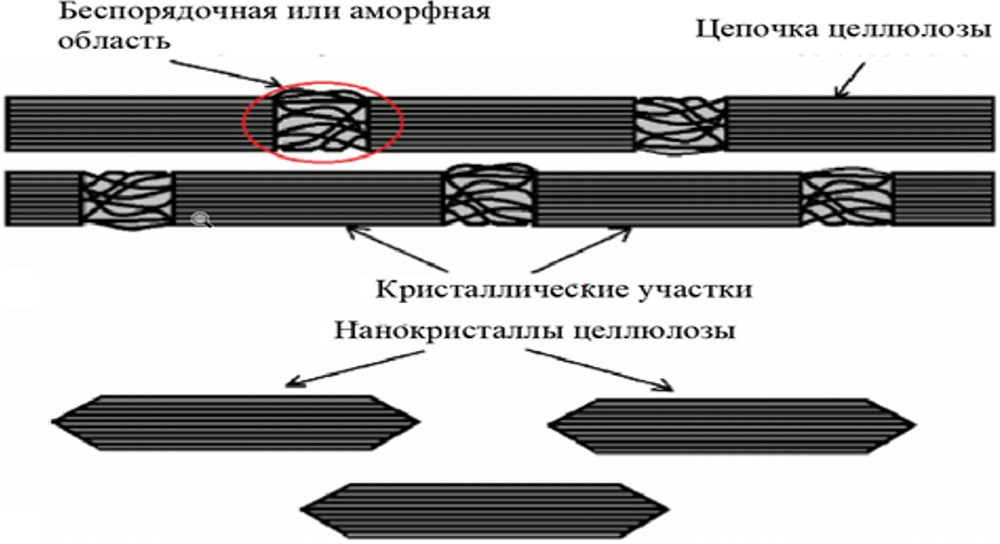 Беспорядочная или аморфная
область
Цепочка целлюлозы
Кристаллические участки
Нанокристаллы целлюлозы